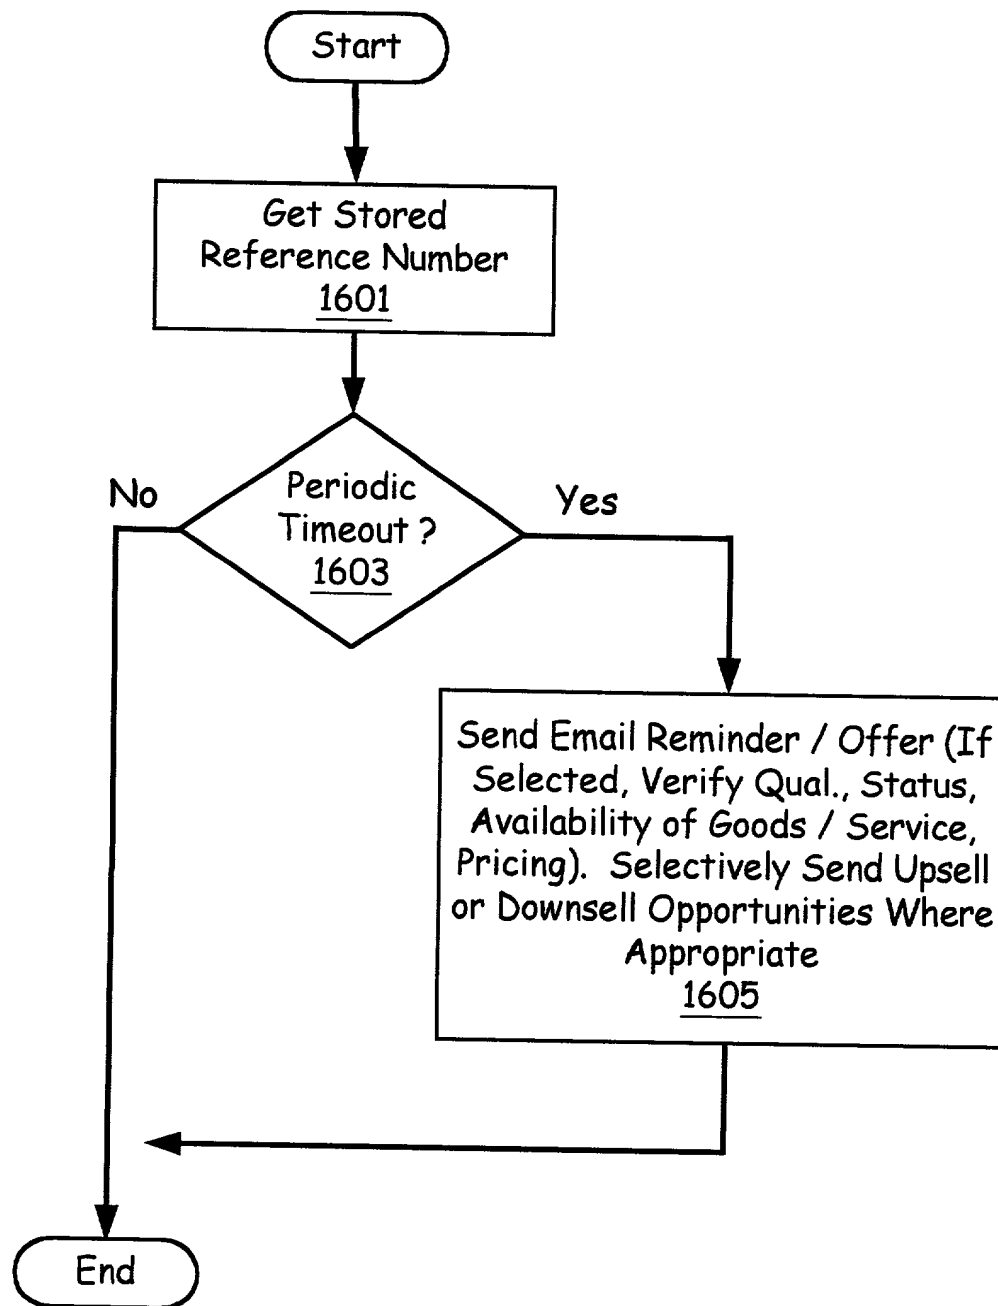 Start
Get Stored
Reference Number
1601
Periodic
Timeout ?
1603
No
Yes
Send Email Reminder / Offer (If
Selected, Verify Qual., Status,
Availability of Goods / Service,
Pricing). Selectively Send Upsell
or Downsell Opportunities Where
Appropriate
1605
End